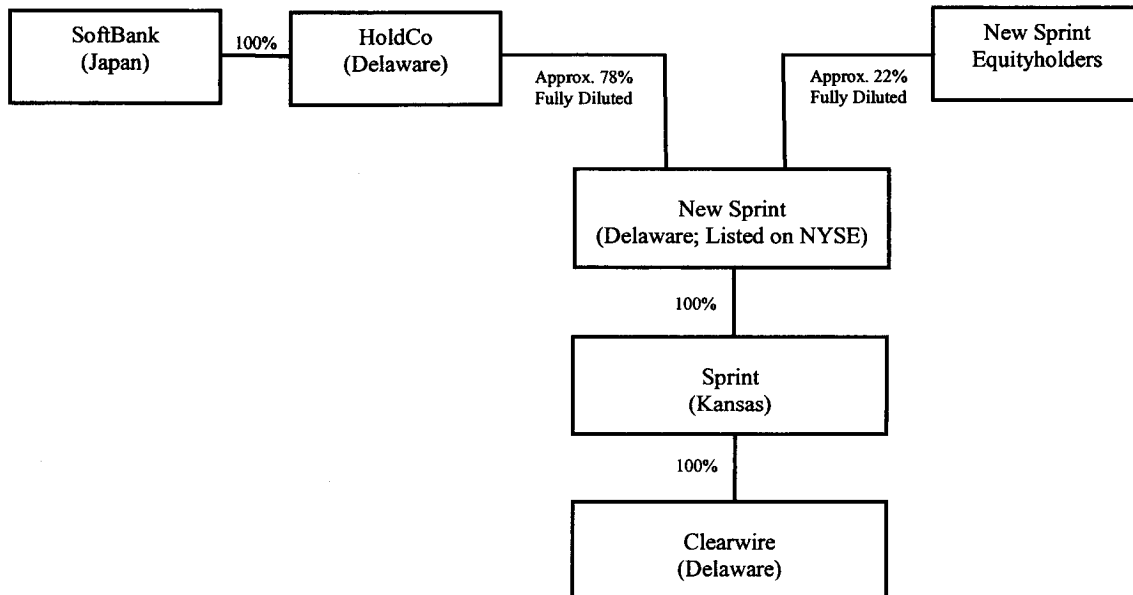 SoftBank
(Japan)
100%
HoldCo
(Delaware)
Approx. 78%
Fully Diluted
Approx. 22%
Fully Diluted
New Sprint
Equityholders
New Sprint
(Delaware; Listed on NYSE)
100%
Sprint
(Kansas)
100%
Clearwire
(Delaware)